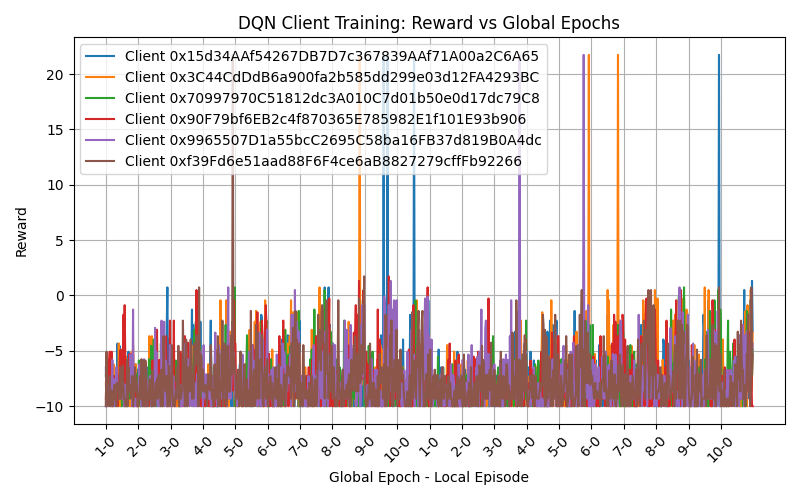 DQN Client Training: Reward vs Global Epochs
Client 0x15d34AAf54267DB7D7c367839AAf71A00a2C6A65
Client 0x3C44CdDdB6a900fa2b585dd299e03d12FA4293BC
Client 0x70997970C51812dc3A010C7d01b50e0d17dc79C8
Client 0x90F79bf6EB2c4f870365E785982E1f101E93b906
Client 0x9965507D1a55bcC2695C58ba16FB37d819B0A4dc
Client 0xf39Fd6e51aad88F6F4ce6aB8827279cffFb92266
20
15
10
5
0
−5
−10
Reward
1-0 2-0 3-0 4-0 5-0 6-0 7-0 8-0 9-0 10-0 1-0 2-0 3-0 4-0 5-0 6-0 7-0 8-0 9-0 10-0
Global Epoch - Local Episode